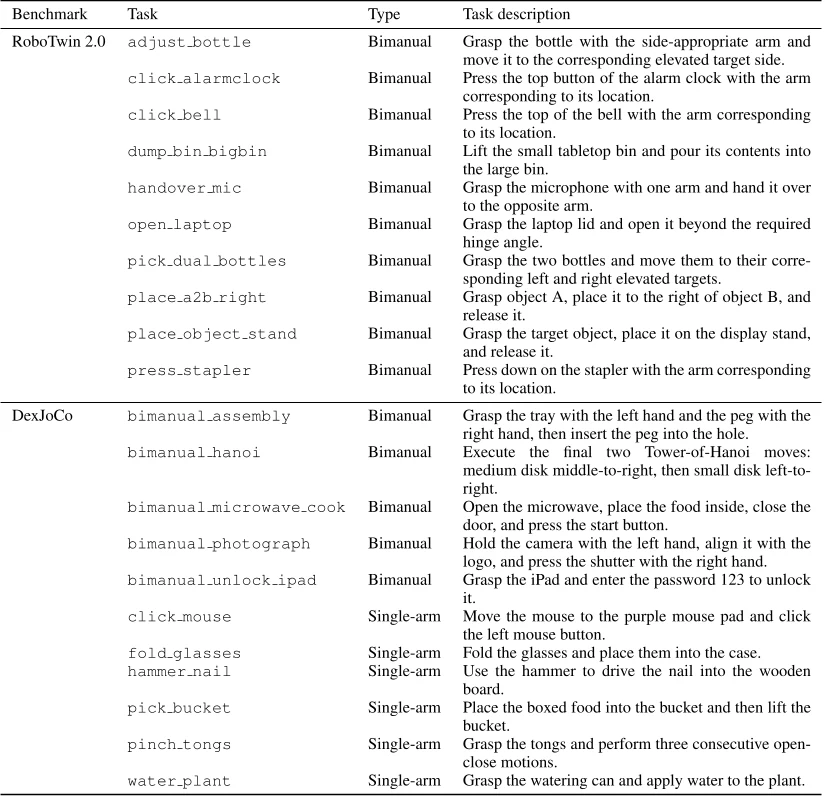 Benchmark Task Type Task description
RoboTwin 2.0 adjust_bottle Bimanual Grasp the bottle with the side-appropriate arm and
move it to the corresponding elevated target side.
click_alarmclock Bimanual Press the top button of the alarm clock with the arm
corresponding to its location.
click_bell Bimanual Press the top of the bell with the arm corresponding
to its location.
dump_bin_bigbin Bimanual Lift the small tabletop bin and pour its contents into
the large bin.
handover_mic Bimanual Grasp the microphone with one arm and hand it over
to the opposite arm.
open_laptop Bimanual Grasp the laptop lid and open it beyond the required
hinge angle.
pick_dual_bottles Bimanual Grasp the two bottles and move them to their corre-
sponding left and right elevated targets.
place_a2b_right Bimanual Grasp object A, place it to the right of object B, and
release it.
place_object_stand Bimanual Grasp the target object, place it on the display stand,
and release it.
press_stapler Bimanual Press down on the stapler with the arm corresponding
to its location.
DexJoCo bimanual_assembly Bimanual Grasp the tray with the left hand and the peg with the
right hand, then insert the peg into the hole.
bimanual_hanoi Bimanual Execute the final two Tower-of-Hanoi moves:
medium disk middle-to-right, then small disk left-to-
right.
bimanual_microwave_cook Bimanual Open the microwave, place the food inside, close the
door, and press the start button.
bimanual_photograph Bimanual Hold the camera with the left hand, align it with the
logo, and press the shutter with the right hand.
bimanual_unlock_ipad Bimanual Grasp the iPad and enter the password 123 to unlock
it.
click_mouse Single-arm Move the mouse to the purple mouse pad and click
the left mouse button.
fold_glasses Single-arm Fold the glasses and place them into the case.
hammer_nail Single-arm Use the hammer to drive the nail into the wooden
board.
pick_bucket Single-arm Place the boxed food into the bucket and then lift the
bucket.
pinch_tongs Single-arm Grasp the tongs and perform three consecutive open-
close motions.
water_plant Single-arm Grasp the watering can and apply water to the plant.